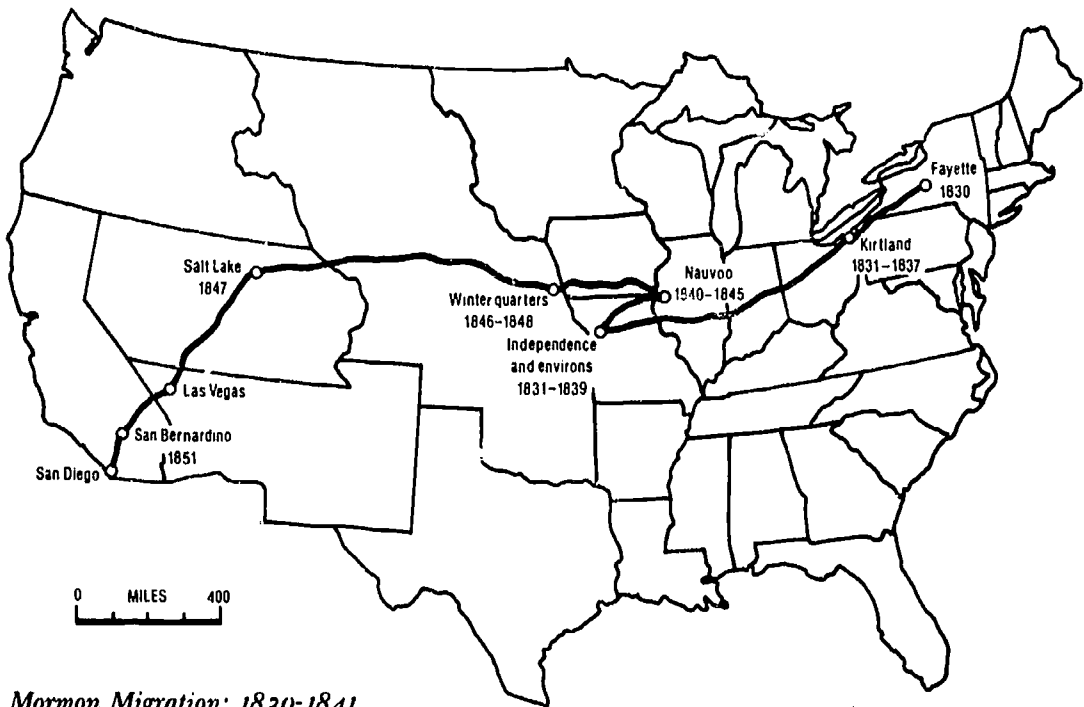 Fayette
1830
Kirtland
1831-1837
Salt Lake
1847
Nauvoo
1840-1845
Winter quarters
1846-1848
Independence
and environs
1831-1839
Las Vegas
San Bernardino
1851
San Diego
0 MILES 400
Mormon Migration: 1830-1841